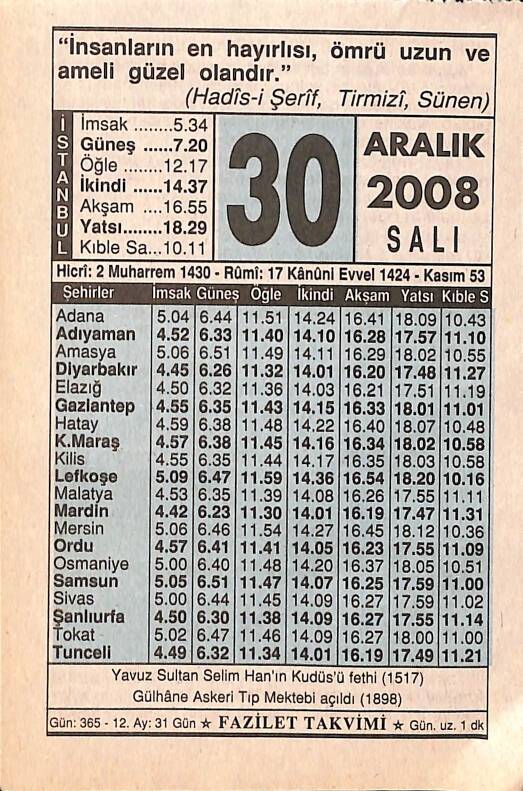 “İnsanların en hayırlısı, ömrü uzun ve
ameli güzel olandır.”
(Hadîs-i Şerîf, Tirmizî, Sünen)
İSTANBUL
İmsak ........5.34
Güneş ......7.20
Öğle ........12.17
İkindi ......14.37
Akşam ....16.55
Yatsı........18.29
Kıble Sa...10.11
30
ARALIK
2008
SALI
Hicrî: 2 Muharrem 1430 - Rûmî: 17 Kânûni Evvel 1424 - Kasım 53
Şehirler İmsak Güneş Öğle İkindi Akşam Yatsı Kıble S
Adana 5.04 6.44 11.51 14.24 16.41 18.09 10.43
Adıyaman 4.52 6.33 11.40 14.10 16.28 17.57 11.10
Amasya 5.06 6.51 11.49 14.11 16.29 18.02 10.55
Diyarbakır 4.45 6.26 11.32 14.01 16.20 17.48 11.27
Elazığ 4.50 6.32 11.36 14.03 16.21 17.51 11.19
Gaziantep 4.55 6.35 11.43 14.15 16.33 18.01 11.01
Hatay 4.59 6.38 11.48 14.22 16.40 18.07 10.48
K.Maraş 4.57 6.38 11.45 14.16 16.34 18.02 10.58
Kilis 4.55 6.35 11.44 14.17 16.35 18.03 10.58
Lefkoşe 5.09 6.47 11.59 14.36 16.54 18.20 10.16
Malatya 4.53 6.35 11.39 14.08 16.26 17.55 11.11
Mardin 4.42 6.23 11.30 14.01 16.19 17.47 11.31
Mersin 5.06 6.46 11.54 14.27 16.45 18.12 10.36
Ordu 4.57 6.41 11.41 14.05 16.23 17.55 11.09
Osmaniye 5.00 6.40 11.48 14.20 16.37 18.05 10.51
Samsun 5.05 6.51 11.47 14.07 16.25 17.59 11.00
Sivas 5.00 6.44 11.45 14.09 16.27 17.59 11.02
Şanlıurfa 4.50 6.30 11.38 14.09 16.27 17.55 11.14
Tokat 5.02 6.47 11.46 14.09 16.27 18.00 11.00
Tunceli 4.49 6.32 11.34 14.01 16.19 17.49 11.21
Yavuz Sultan Selim Han'ın Kudüs'ü fethi (1517)
Gülhâne Askeri Tıp Mektebi açıldı (1898)
Gün: 365 - 12. Ay: 31 Gün ★ FAZİLET TAKVİMİ ★ Gün. uz. 1 dk